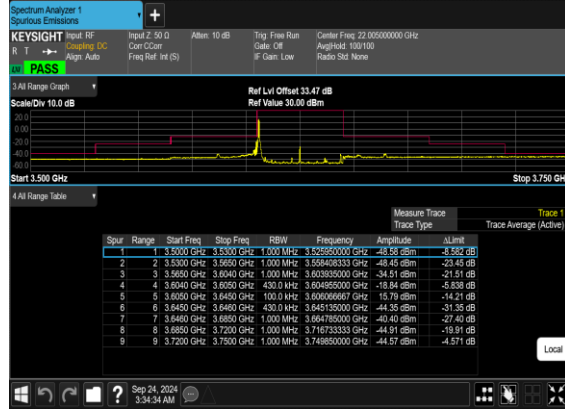 Spectrum Analyzer 1
Spurious Emissions
+
KEYSIGHT Input: RF Input Z: 50 Ω Atten: 10 dB Trig: Free Run Center Freq: 22.005000000 GHz
R T Coupling: DC Corr CCorr Gate: Off Avg|Hold: 100/100
Align: Auto Freq Ref: Int (S) IF Gain: Low Radio Std: None
PASS
3 All Range Graph
Ref Lvl Offset 33.47 dB
Scale/Div 10.0 dB Ref Value 30.00 dBm
20.0
0.00
-20.0
-40.0
-60.0
Start 3.500 GHz Stop 3.750 GH
4 All Range Table
Measure Trace Trace 1
Trace Type Trace Average (Active)
Spur Range Start Freq Stop Freq RBW Frequency Amplitude ΔLimit
1 1 3.5000 GHz 3.5300 GHz 1.000 MHz 3.525950000 GHz -48.58 dBm -8.582 dB
2 2 3.5300 GHz 3.5650 GHz 1.000 MHz 3.558408333 GHz -48.45 dBm -23.45 dB
3 3 3.5650 GHz 3.6040 GHz 1.000 MHz 3.603935000 GHz -34.51 dBm -21.51 dB
4 4 3.6040 GHz 3.6050 GHz 430.0 kHz 3.604955000 GHz -18.84 dBm -5.838 dB
5 5 3.6050 GHz 3.6450 GHz 100.0 kHz 3.606066667 GHz 15.79 dBm -14.21 dB
6 6 3.6450 GHz 3.6460 GHz 430.0 kHz 3.645135000 GHz -44.35 dBm -31.35 dB
7 7 3.6460 GHz 3.6850 GHz 1.000 MHz 3.664785000 GHz -40.40 dBm -27.40 dB
8 8 3.6850 GHz 3.7200 GHz 1.000 MHz 3.716733333 GHz -44.91 dBm -19.91 dB
9 9 3.7200 GHz 3.7500 GHz 1.000 MHz 3.749850000 GHz -44.57 dBm -4.571 dB
Local
? Sep 24, 2024
3:34:34 AM